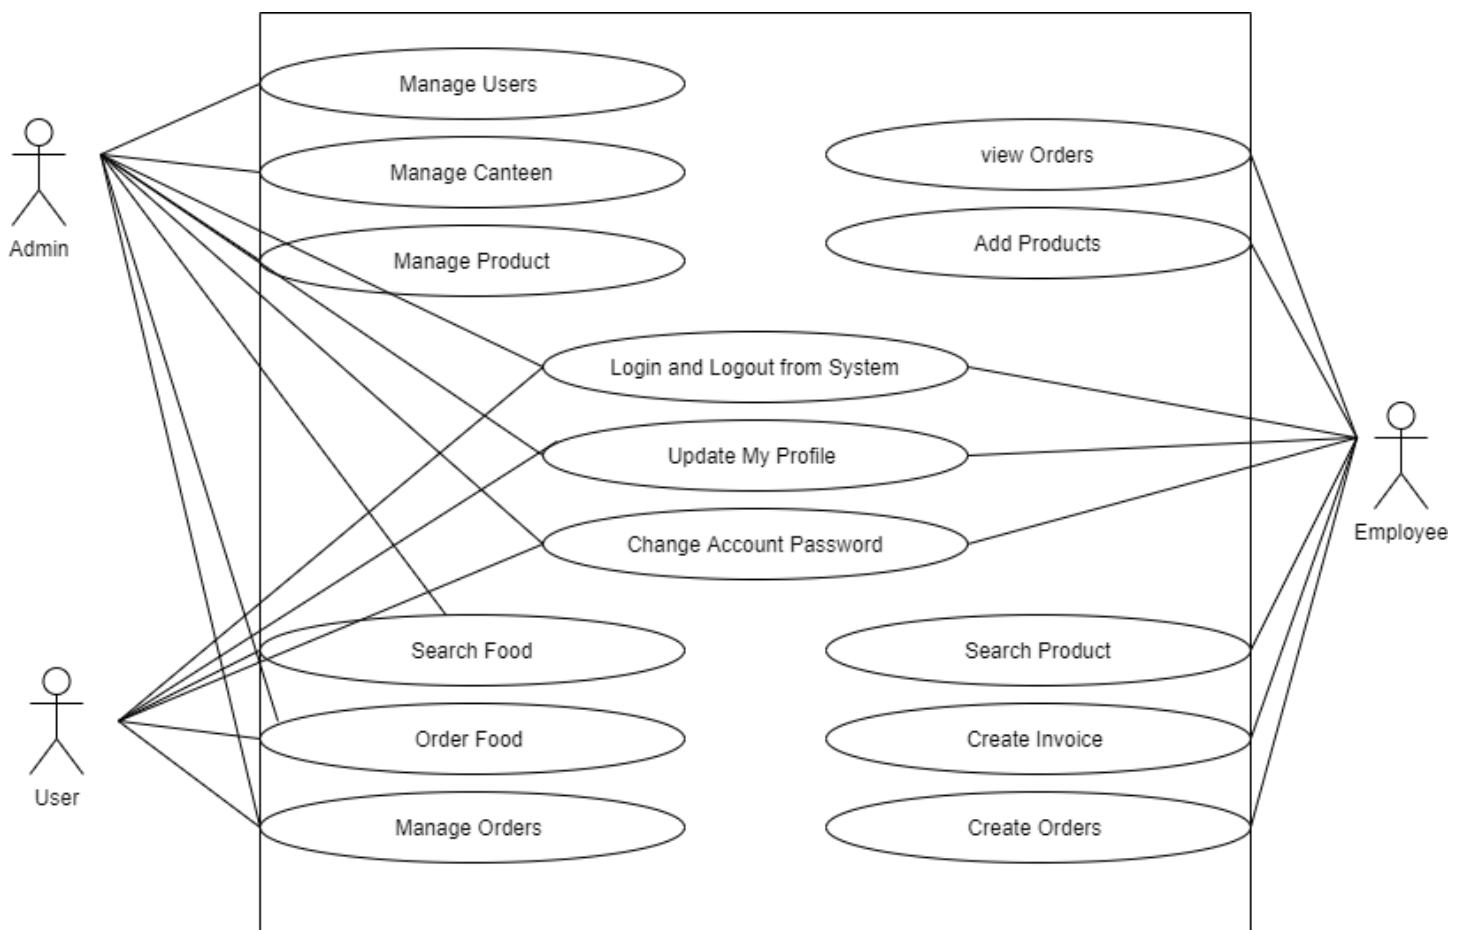 Manage Users
Manage Canteen
view Orders
Admin
Add Products
Manage Product
Login and Logout from System
Update My Profile
Employee
Change Account Password
Search Food
Search Product
Order Food
Create Invoice
User
Manage Orders
Create Orders